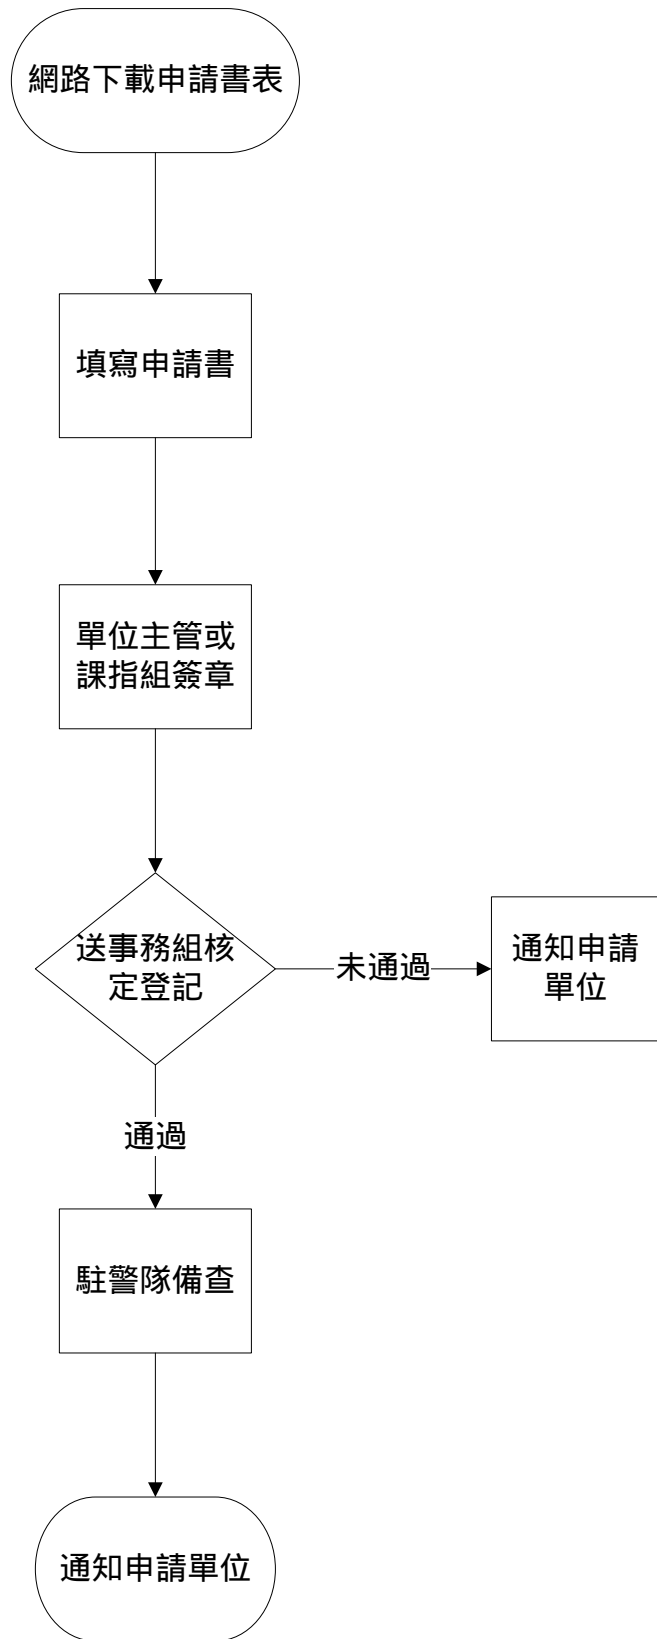 網路下載申請書表
填寫申請書
單位主管或
課指組簽章
送事務組核
定登記
未通過
通知申請
單位
通過
駐警隊備查
通知申請單位